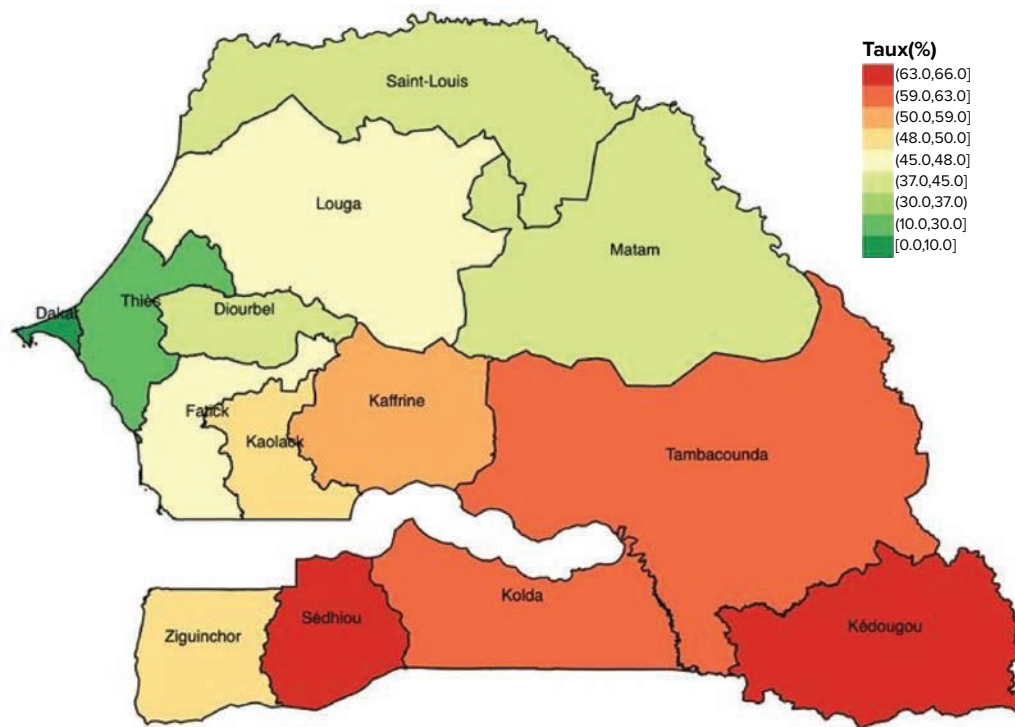 Taux(%)
(63.0,66.0]
(59.0,63.0]
(50.0,59.0]
(48.0,50.0]
(45.0,48.0]
(37.0,45.0]
(30.0,37.0)
(10.0,30.0]
[0.0,10.0]
Saint-Louis
Louga
Matam
Thiès
Dakar
Diourbel
Fatick
Kaffrine
Kaolack
Tambacounda
Kolda
Sédhiou
Kédougou
Ziguinchor